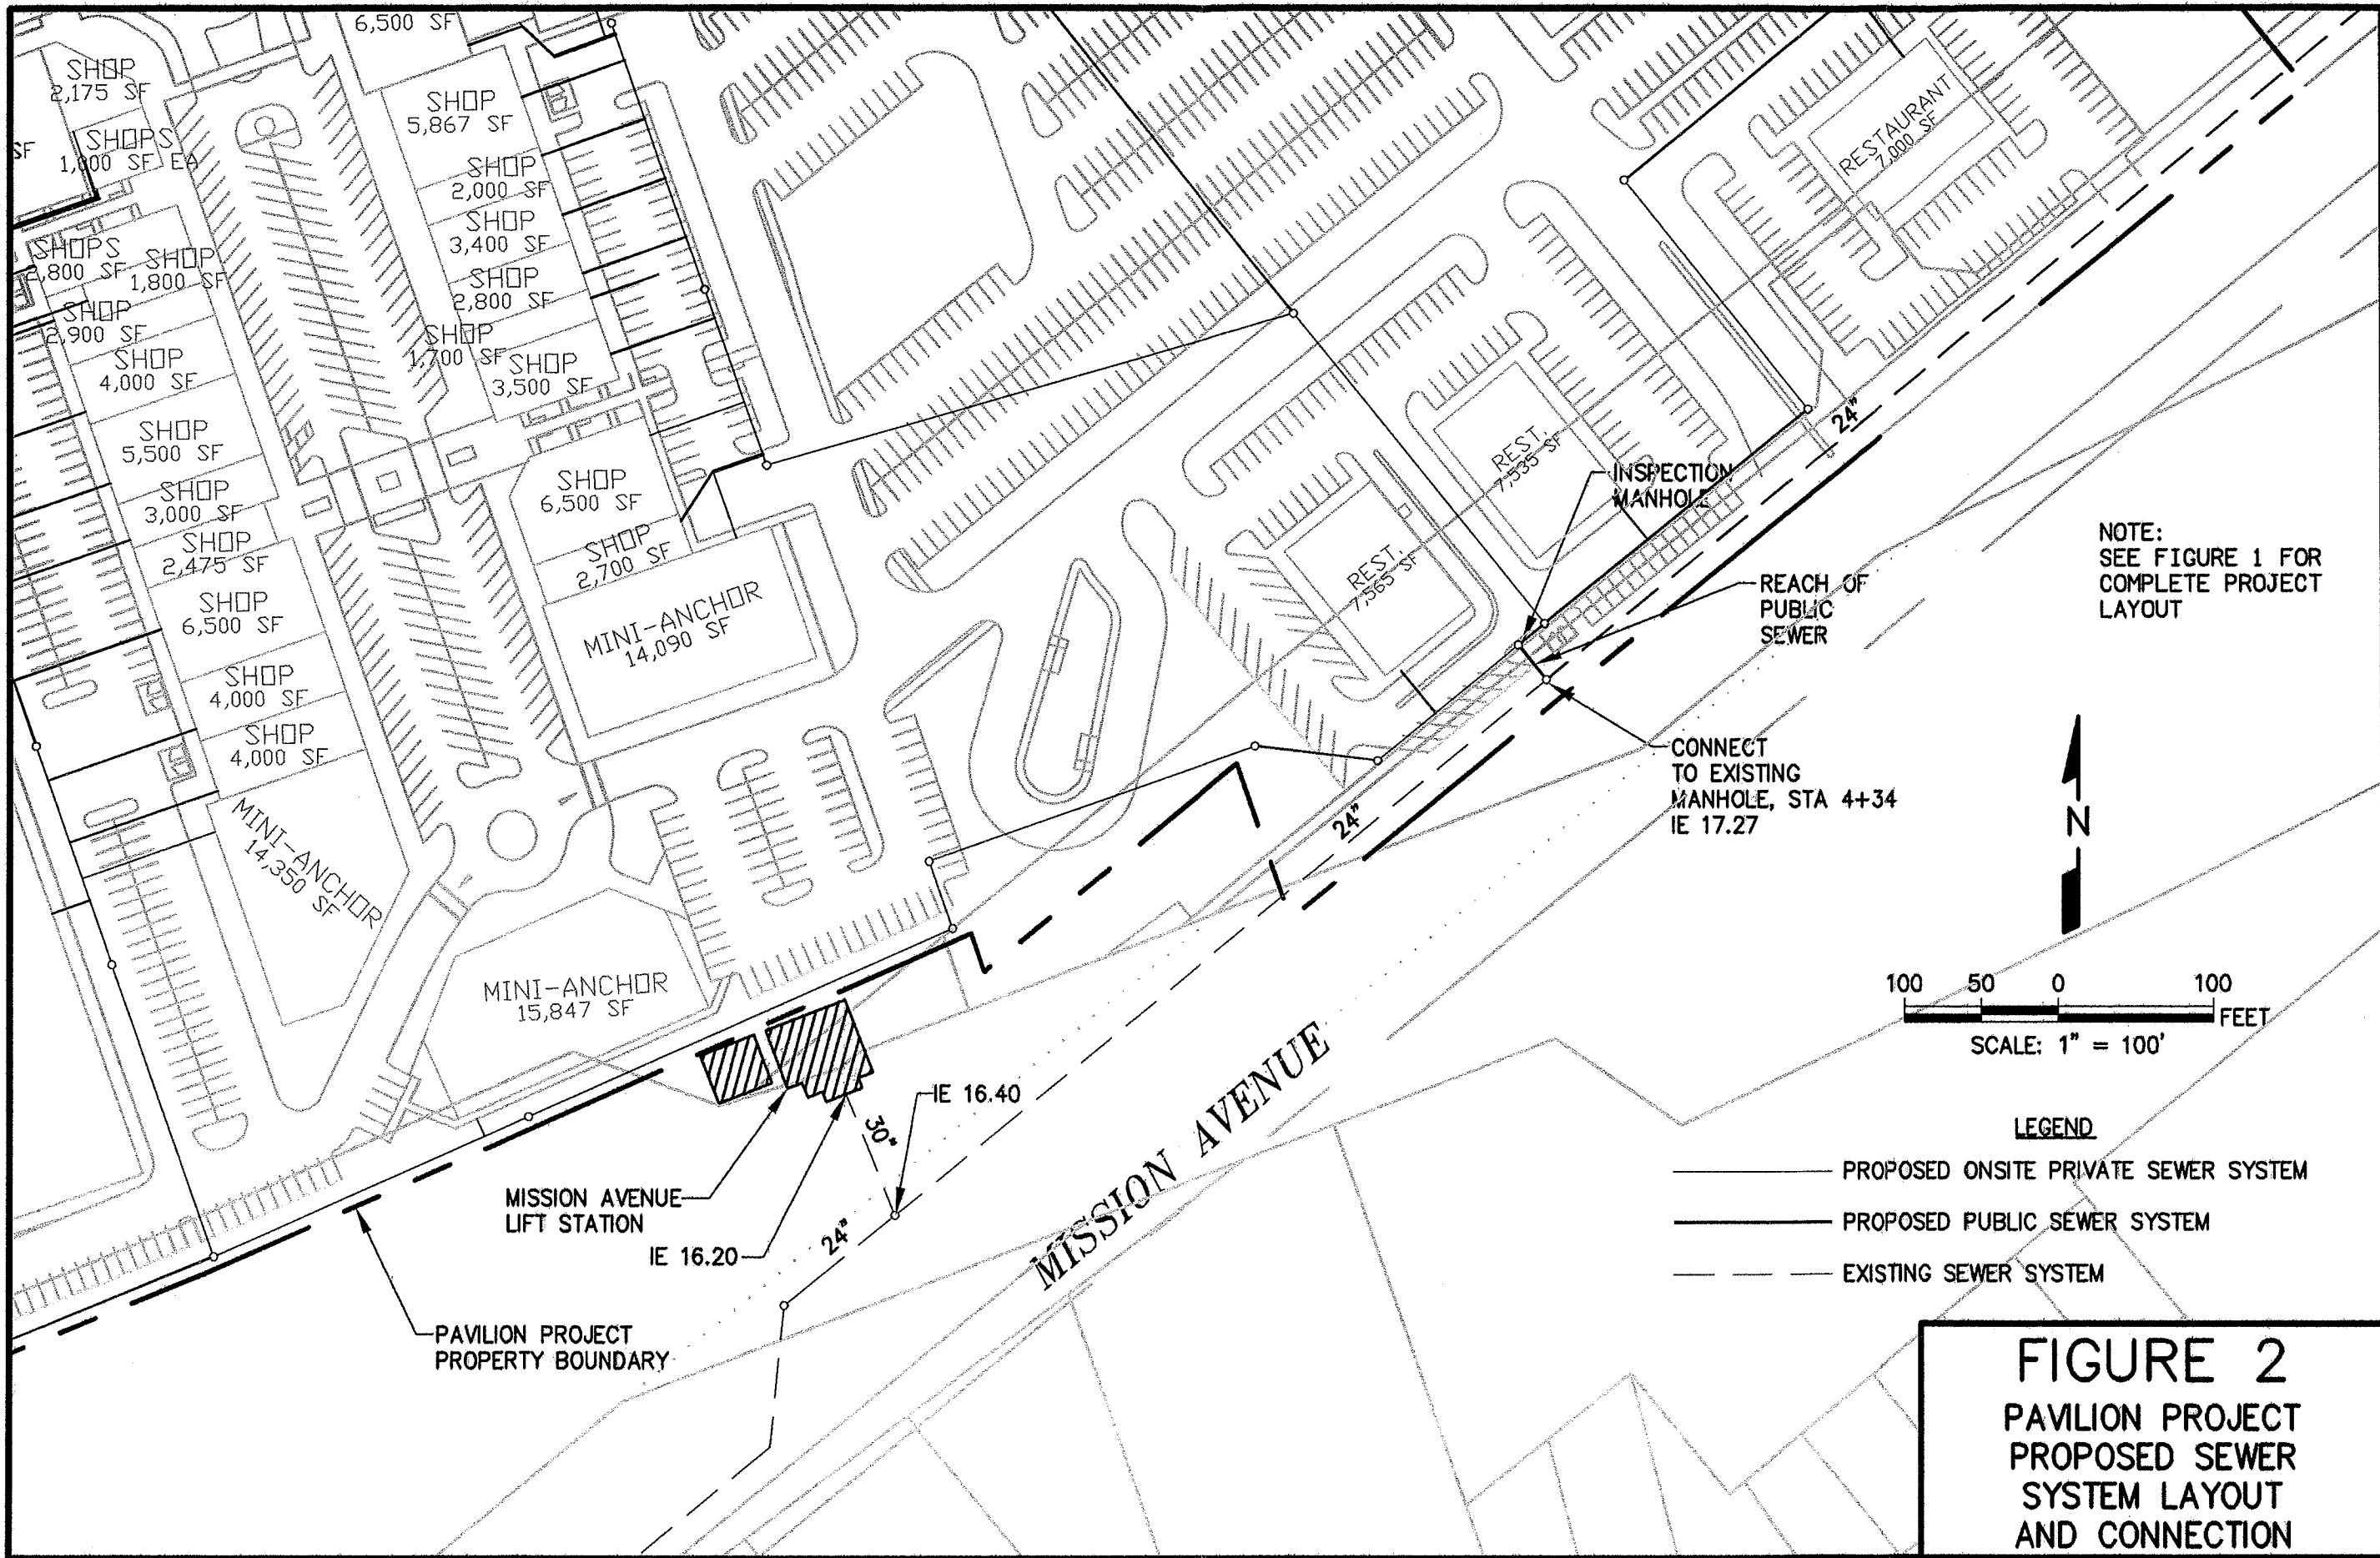 6,500 SF
SHOP
2,175 SF
SHOPS
1,000 SF EA
SF
SHOP
5,867 SF
SHOP
2,000 SF
SHOP
3,400 SF
SHOP
2,800 SF
SHOP
1,700 SF
SHOP
3,500 SF
SHOPS
2,800 SF
SHOP
1,800 SF
SHOP
2,900 SF
SHOP
4,000 SF
SHOP
5,500 SF
SHOP
3,000 SF
SHOP
2,475 SF
SHOP
6,500 SF
SHOP
4,000 SF
SHOP
4,000 SF
MINI-ANCHOR
14,350 SF
SHOP
6,500 SF
SHOP
2,700 SF
MINI-ANCHOR
14,090 SF
MINI-ANCHOR
15,847 SF
RESTAURANT
7,000 SF
REST.
7,535 SF
REST.
7,565 SF
24"
INSPECTION
MANHOLE
REACH OF
PUBLIC
SEWER
NOTE:
SEE FIGURE 1 FOR
COMPLETE PROJECT
LAYOUT
CONNECT
TO EXISTING
MANHOLE, STA 4+34
IE 17.27
24"
N
100 50 0 100
FEET
SCALE: 1" = 100'
IE 16.40
30"
MISSION AVENUE
LIFT STATION
IE 16.20
24"
MISSION AVENUE
PAVILION PROJECT
PROPERTY BOUNDARY
LEGEND
PROPOSED ONSITE PRIVATE SEWER SYSTEM
PROPOSED PUBLIC SEWER SYSTEM
EXISTING SEWER SYSTEM
FIGURE 2
PAVILION PROJECT
PROPOSED SEWER
SYSTEM LAYOUT
AND CONNECTION